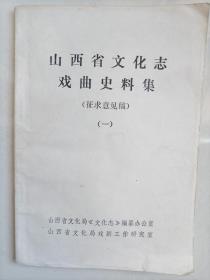 山西省文化志
戏曲史料集
(征求意见稿)
(一)
山西省文化局《文化志》编纂办公室
山西省文化局戏剧工作研究室